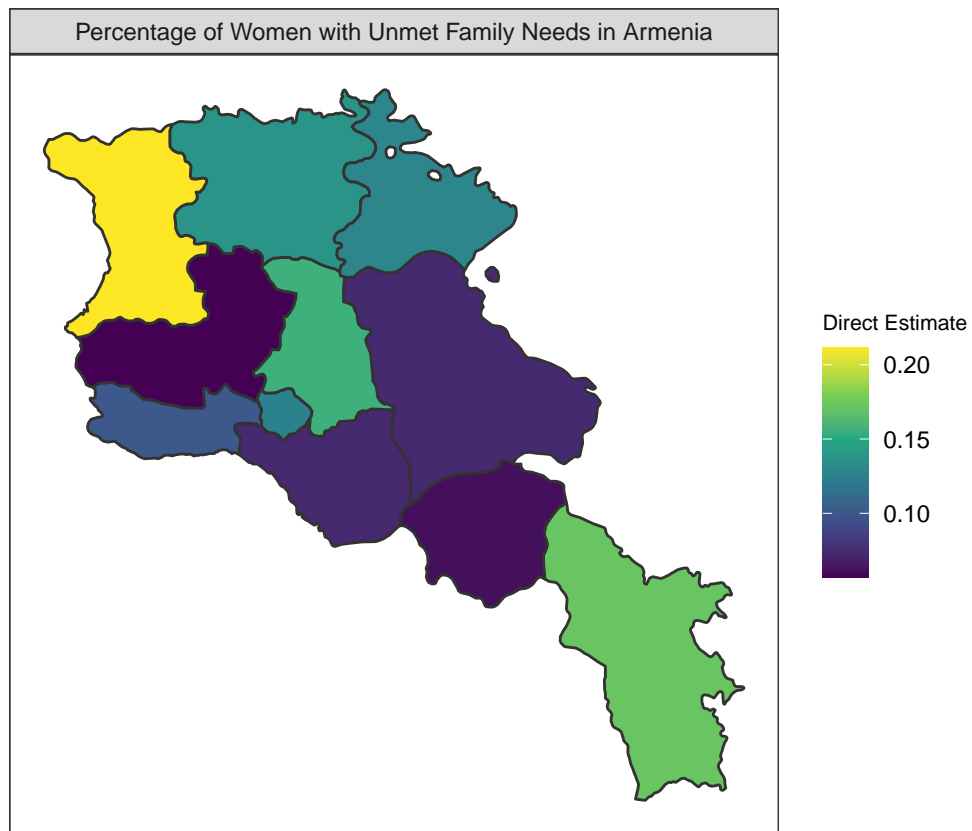 Percentage of Women with Unmet Family Needs in Armenia
Direct Estimate
0.20
0.15
0.10